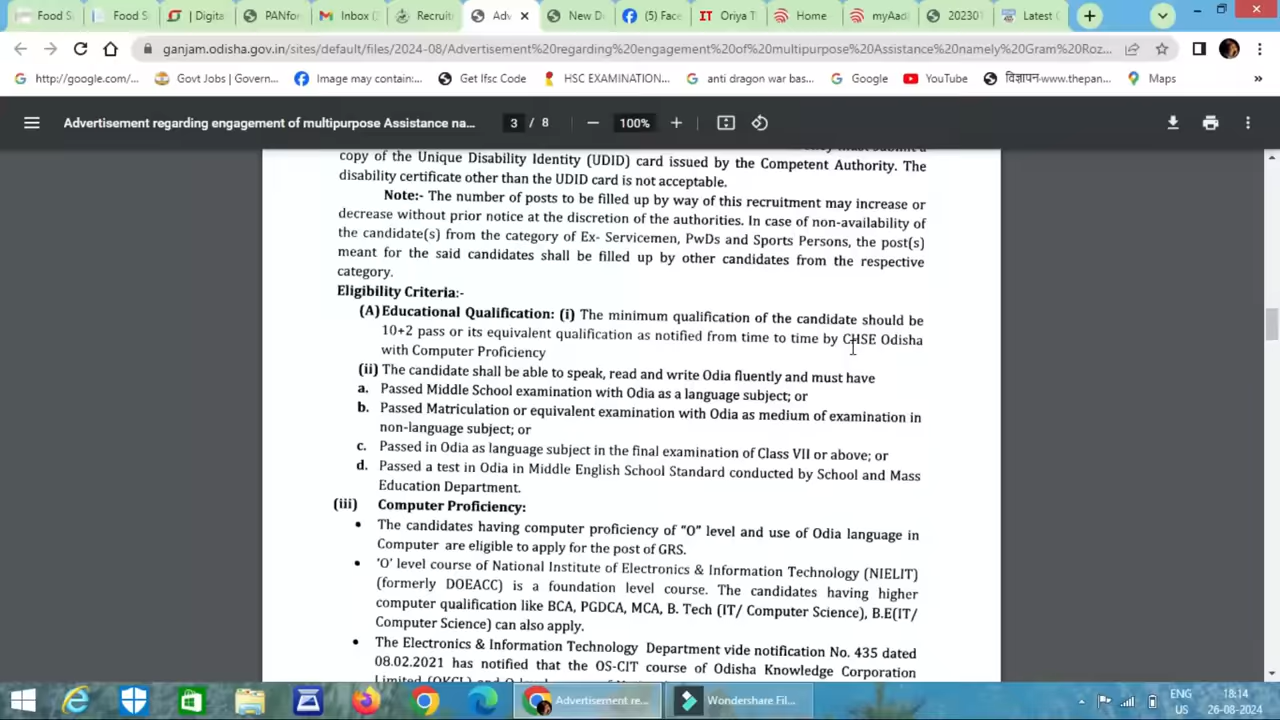 Food S
Food S
| Digita
PANfor
Inbox (
Recruit
Adv
New D
(5) Face
IT Oriya T
Home
myAadl
20230
Latest (
ganjam.odisha.gov.in/sites/default/files/2024-08/Advertisement%20regarding%20engagement%20of%20multipurpose%20Assistance%20namely%20Gram%20Roz...
http://google.com/...
Govt Jobs | Govern...
Image may contain:...
Get Ifsc Code
HSC EXAMINATION...
anti dragon war bas...
Google
YouTube
विज्ञापन-www.thepan...
Maps
»
Advertisement regarding engagement of multipurpose Assistance na...
3 / 8
100%
copy of the Unique Disability Identity (UDID) card issued by the Competent Authority. The
disability certificate other than the UDID card is not acceptable.
Note:- The number of posts to be filled up by way of this recruitment may increase or
decrease without prior notice at the discretion of the authorities. In case of non-availability of
the candidate(s) from the category of Ex- Servicemen, PwDs and Sports Persons, the post(s)
meant for the said candidates shall be filled up by other candidates from the respective
category.
Eligibility Criteria:-
(A) Educational Qualification: (i) The minimum qualification of the candidate should be
10+2 pass or its equivalent qualification as notified from time to time by CHSE Odisha
with Computer Proficiency
(ii) The candidate shall be able to speak, read and write Odia fluently and must have
a. Passed Middle School examination with Odia as a language subject; or
b. Passed Matriculation or equivalent examination with Odia as medium of examination in
non-language subject; or
c. Passed in Odia as language subject in the final examination of Class VII or above; or
d. Passed a test in Odia in Middle English School Standard conducted by School and Mass
Education Department.
(iii) Computer Proficiency:
• The candidates having computer proficiency of "O" level and use of Odia language in
Computer are eligible to apply for the post of GRS.
• 'O' level course of National Institute of Electronics & Information Technology (NIELIT)
(formerly DOEACC) is a foundation level course. The candidates having higher
computer qualification like BCA, PGDCA, MCA, B. Tech (IT/ Computer Science), B.E(IT/
Computer Science) can also apply.
• The Electronics & Information Technology Department vide notification No. 435 dated
08.02.2021 has notified that the OS-CIT course of Odisha Knowledge Corporation
Advertisement re...
Wondershare Fil...
ENG
US
18:14
26-08-2024